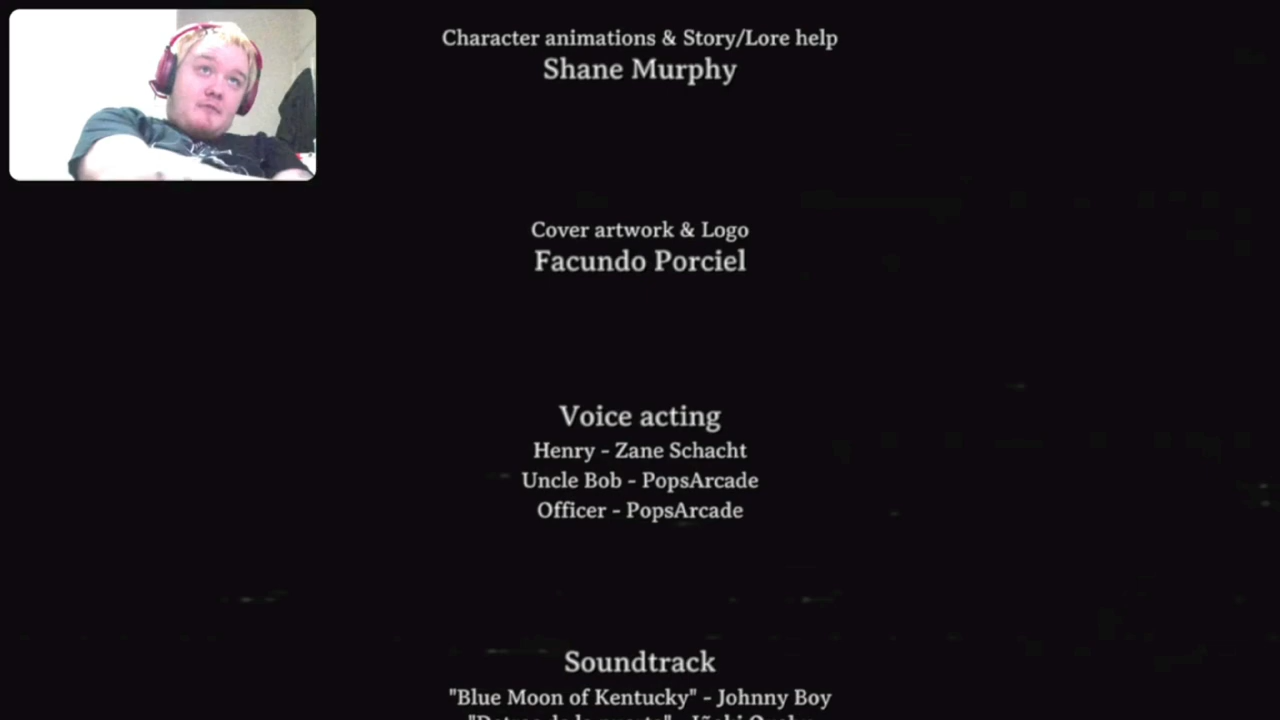 Character animations & Story/Lore help
Shane Murphy
Cover artwork & Logo
Facundo Porciel
Voice acting
Henry - Zane Schacht
Uncle Bob - PopsArcade
Officer - PopsArcade
Soundtrack
"Blue Moon of Kentucky" - Johnny Boy